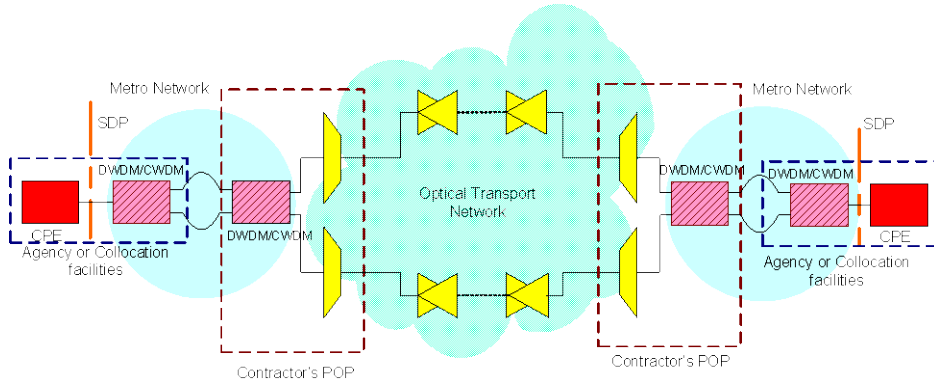 Metro Network
SDP
DWDM/CWDM
CPE
Agency or Collocation
facilities
DWDM/CWDM
Contractor's POP
Optical Transport
Network
Metro Network
SDP
DWDM/CWDM
DWDM/CWDM
CPE
Agency or Collocation
facilities
Contractor's POP